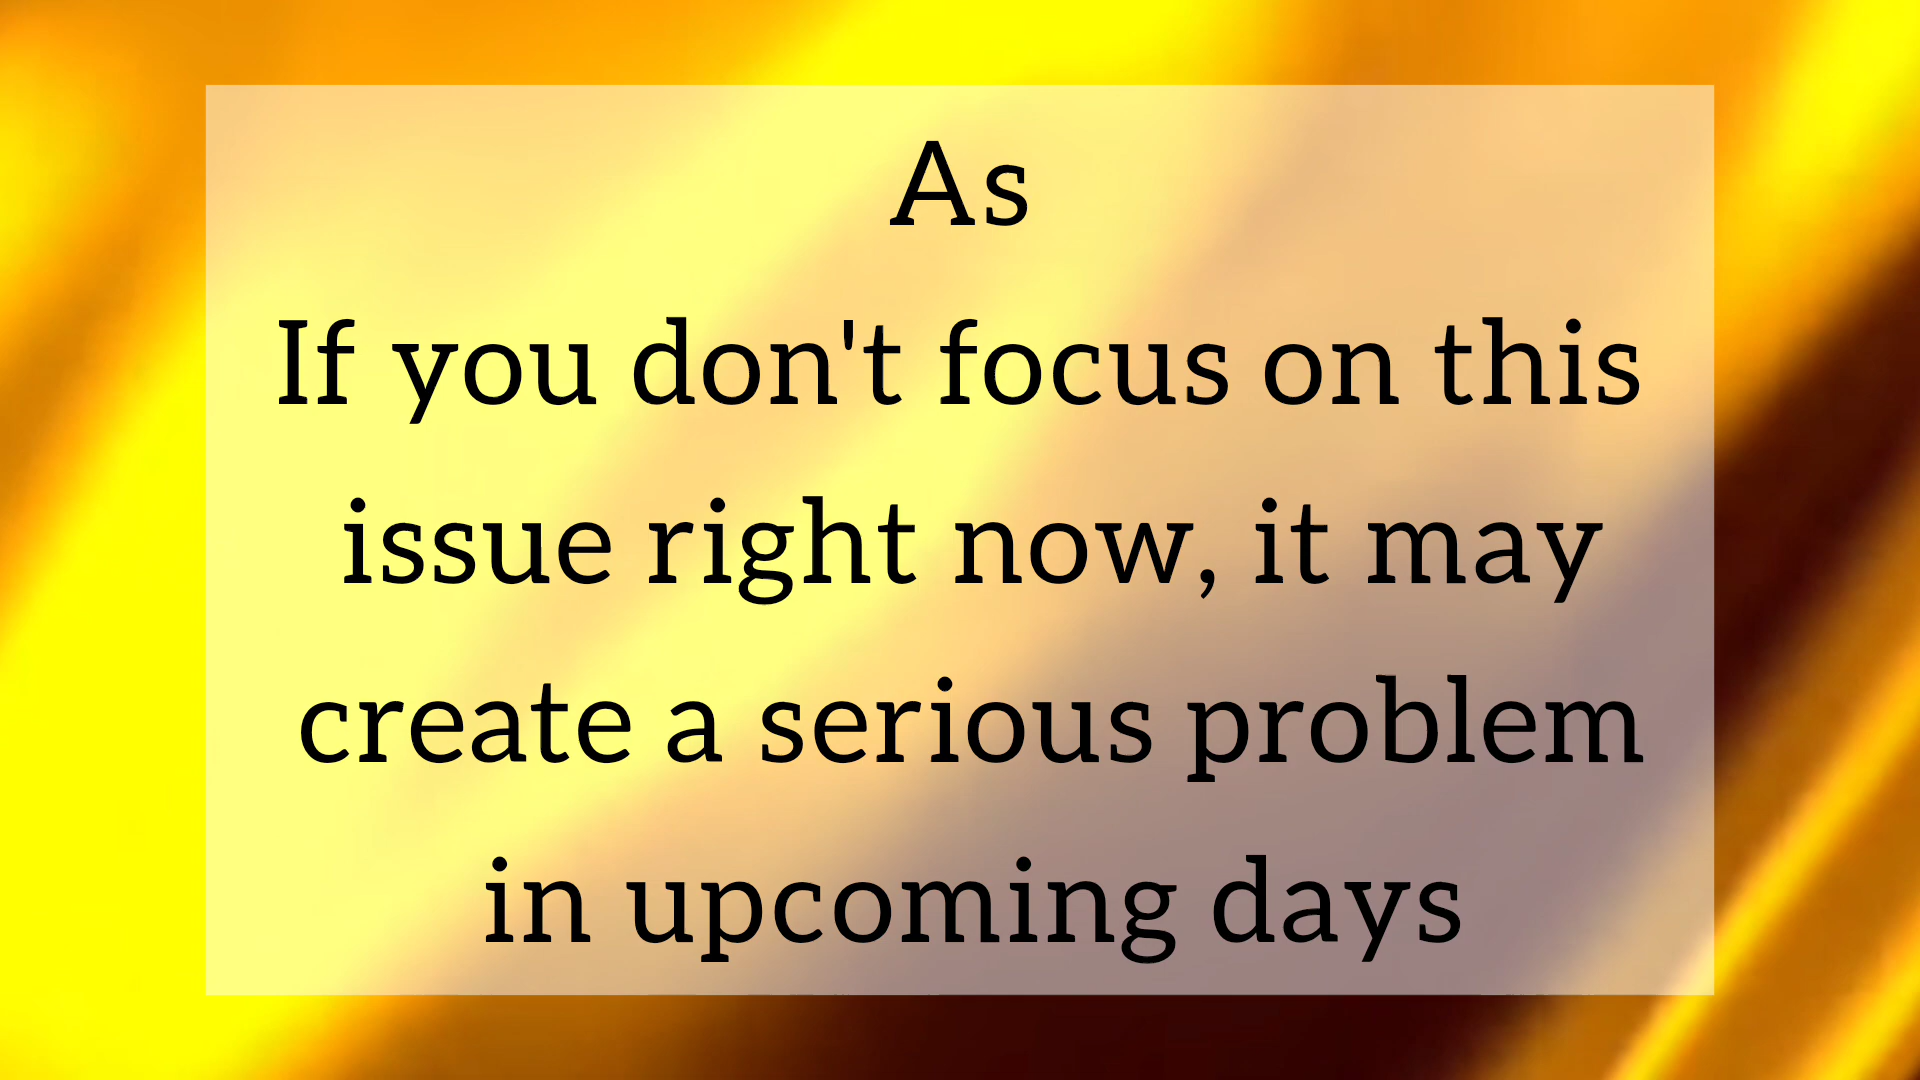 As
If you don't focus on this
issue right now, it may
create a serious problem
in upcoming days